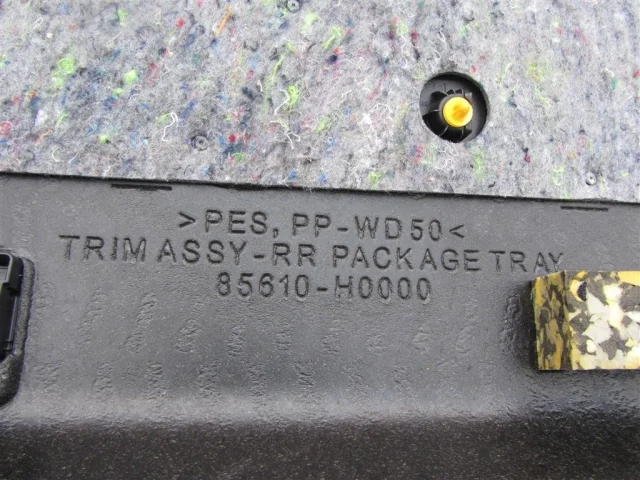 >PES, PP-WD50<
TRIM ASSY-RR PACKAGE TRAY
85610-H0000